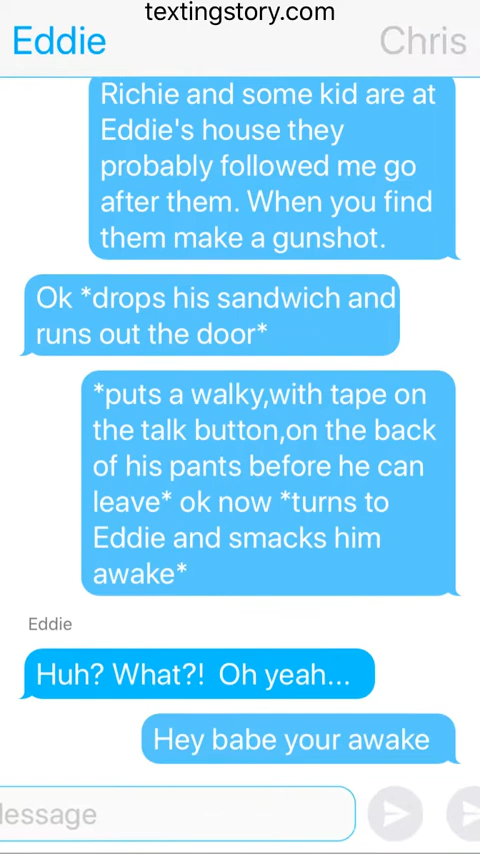 textingstory.com
Eddie
Chris
Richie and some kid are at
Eddie's house they
probably followed me go
after them. When you find
them make a gunshot.
Ok *drops his sandwich and
runs out the door*
*puts a walky,with tape on
the talk button,on the back
of his pants before he can
leave* ok now *turns to
Eddie and smacks him
awake*
Eddie
Huh? What?! Oh yeah...
Hey babe your awake
lessage